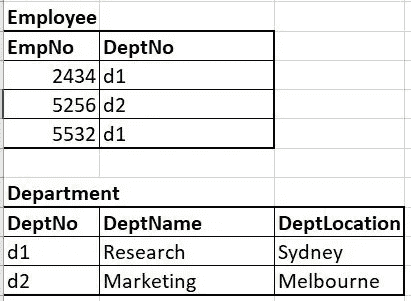 Employee
EmpNo DeptNo
2434 d1
5256 d2
5532 d1
Department
DeptNo DeptName DeptLocation
d1 Research Sydney
d2 Marketing Melbourne